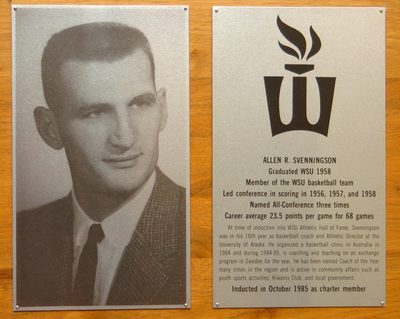 W
ALLEN R. SVENNINGSON
Graduated WSU 1958
Member of the WSU basketball team
Led conference in scoring in 1956, 1957, and 1958
Named All-Conference three times
Career average 23.5 points per game for 68 games
At time of induction into WSU Athletic Hall of Fame, Svenningson
was in his 16th year as basketball coach and Athletic Director at the
University of Alaska. He organized a basketball clinic in Australia in
1984 and during 1984-85, is coaching and teaching on an exchange
program in Sweden for the year. He has been named Coach of the Year
many times in the region and is active in community affairs such as
youth sports activities, Kiwanis Club, and local government.
Inducted in October 1985 as charter member